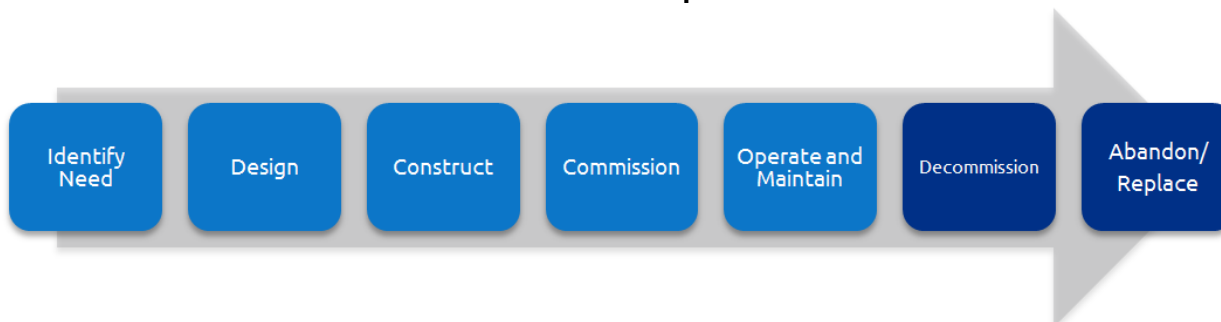 Identify
Need
Design
Construct
Commission
Operate and
Maintain
Decommission
Abandon/
Replace